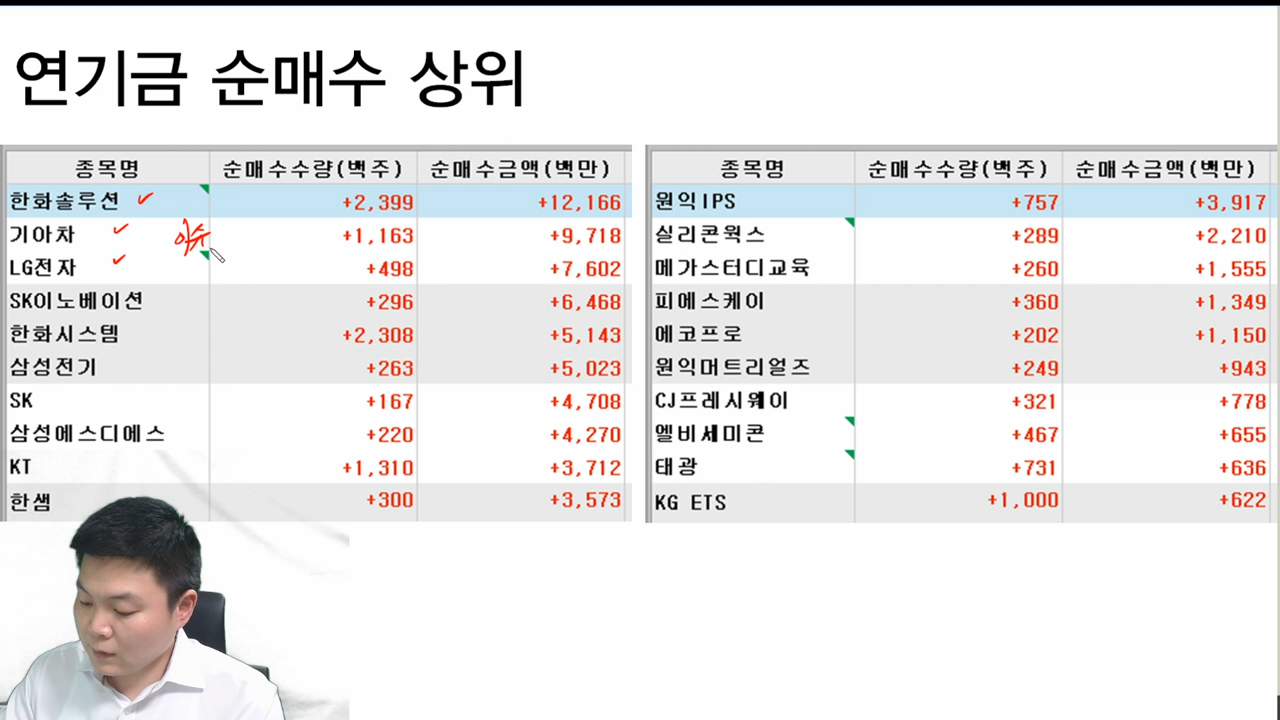 연기금 순매수 상위
종목명 순매수수량(백주) 순매수금액(백만)
한화솔루션 +2,399 +12,166
기아차 +1,163 +9,718
LG전자 +498 +7,602
SK이노베이션 +296 +6,468
한화시스템 +2,308 +5,143
삼성전기 +263 +5,023
SK +167 +4,708
삼성에스디에스 +220 +4,270
KT +1,310 +3,712
한샘 +300 +3,573
종목명 순매수수량(백주) 순매수금액(백만)
원익IPS +757 +3,917
실리콘웍스 +289 +2,210
메가스터디교육 +260 +1,555
피에스케이 +360 +1,349
에코프로 +202 +1,150
원익머트리얼즈 +249 +943
CJ프레시웨이 +321 +778
엘비세미콘 +467 +655
태광 +731 +636
KG ETS +1,000 +622